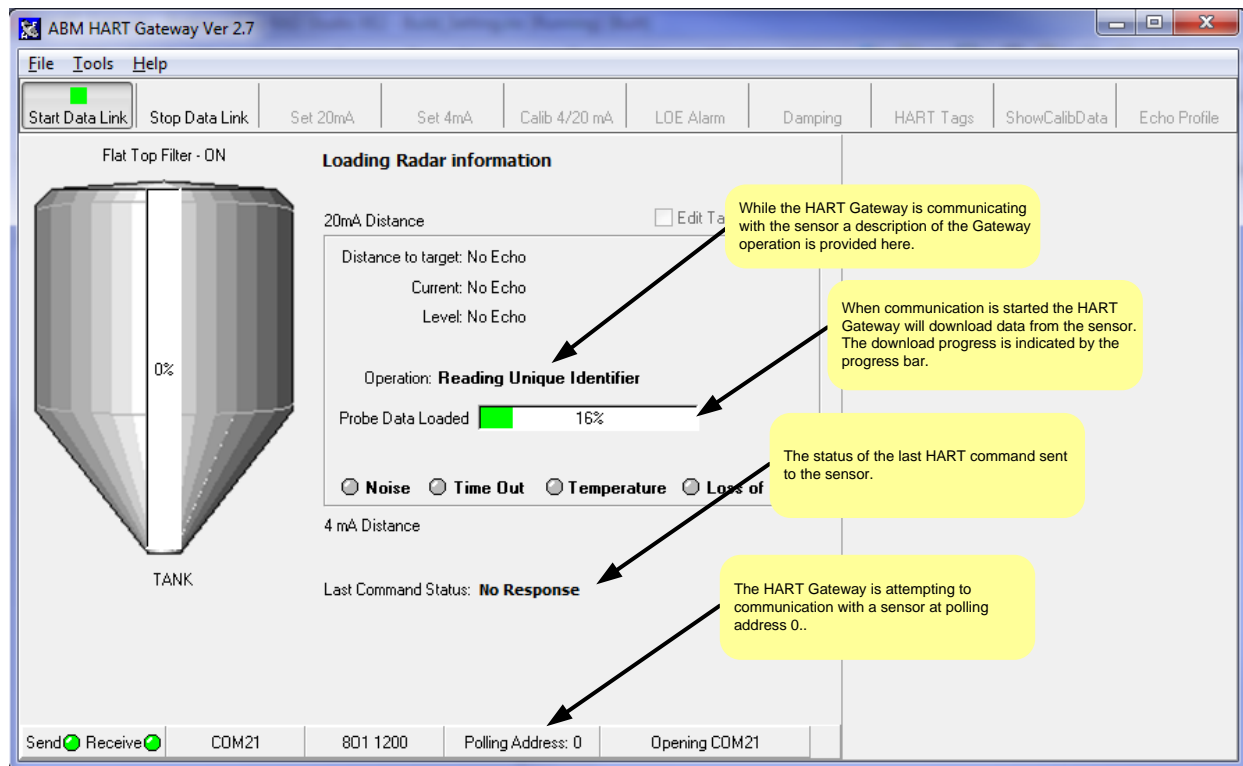 ABM HART Gateway Ver 2.7
File Tools Help
Start Data Link Stop Data Link Set 20mA Set 4mA Calib 4/20 mA LOE Alarm Damping HART Tags ShowCalibData Echo Profile
Flat Top Filter - ON
Loading Radar information
20mA Distance
Edit Ta
While the HART Gateway is communicating
with the sensor a description of the Gateway
operation is provided here.
Distance to target: No Echo
Current: No Echo
Level: No Echo
When communication is started the HART
Gateway will download data from the sensor.
The download progress is indicated by the
progress bar.
0%
Operation: Reading Unique Identifier
Probe Data Loaded 16%
The status of the last HART command sent
to the sensor.
Noise Time Out Temperature Loss of
4 mA Distance
TANK
Last Command Status: No Response
The HART Gateway is attempting to
communication with a sensor at polling
address 0..
Send Receive COM21 8O1 1200 Polling Address: 0 Opening COM21